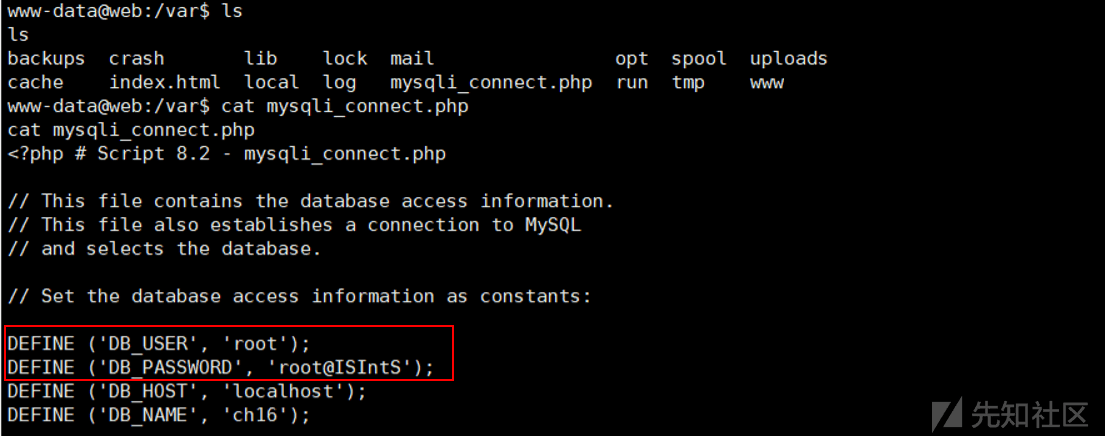 www-data@web:/var$ ls
ls
backups crash lib lock mail opt spool uploads
cache index.html local log mysqli_connect.php run tmp www
www-data@web:/var$ cat mysqli_connect.php
cat mysqli_connect.php
<?php # Script 8.2 - mysqli_connect.php
// This file contains the database access information.
// This file also establishes a connection to MySQL
// and selects the database.
// Set the database access information as constants:
DEFINE ('DB_USER', 'root');
DEFINE ('DB_PASSWORD', 'root@ISIntS');
DEFINE ('DB_HOST', 'localhost');
DEFINE ('DB_NAME', 'ch16');
先知社区